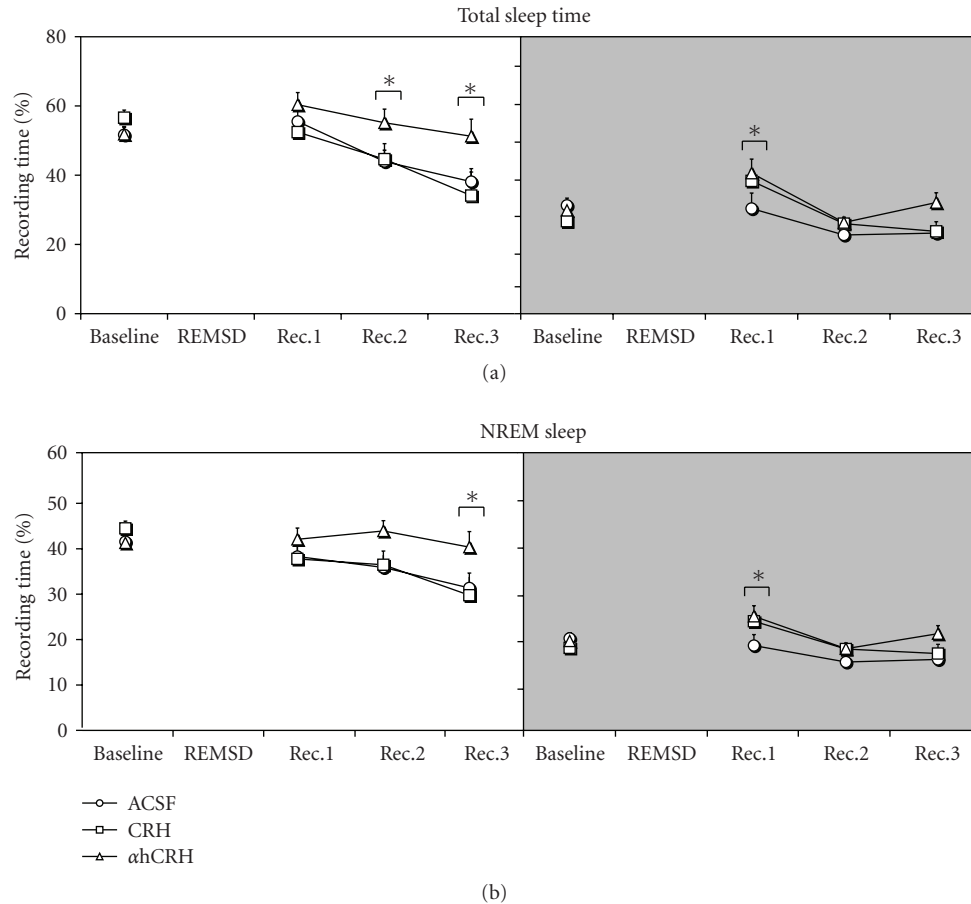 Total sleep time
Recording time (%)
80
60
40
20
0
* * *
Baseline REMSD Rec.1 Rec.2 Rec.3 Baseline REMSD Rec.1 Rec.2 Rec.3
(a)
NREM sleep
Recording time (%)
60
50
40
30
20
10
0
* *
Baseline REMSD Rec.1 Rec.2 Rec.3 Baseline REMSD Rec.1 Rec.2 Rec.3
ACSF
CRH
αhCRH
(b)